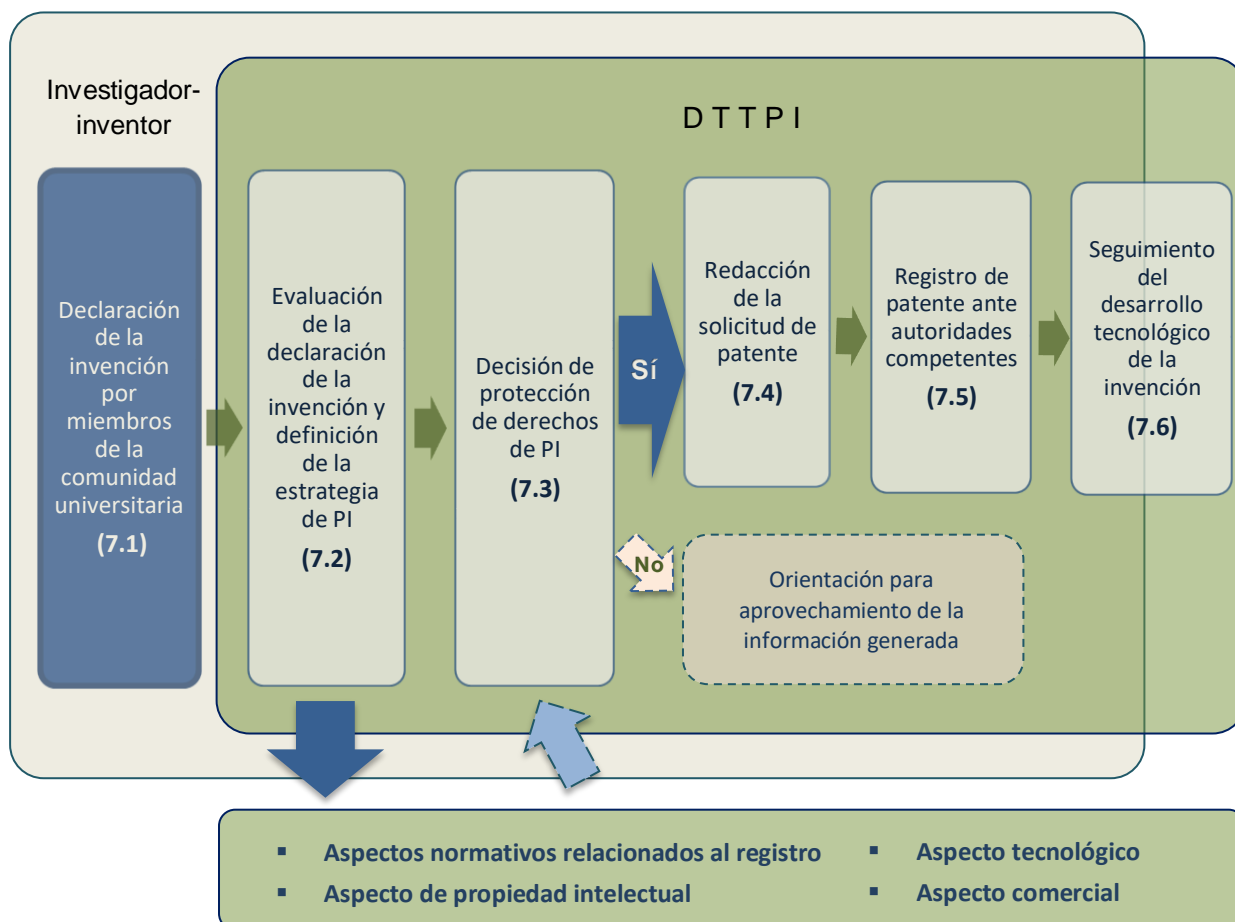 Investigador-
inventor
DTTPI
Declaración
de la
invención
por
miembros
de la
comunidad
universitaria
(7.1)
Evaluación
de la
declaración
de la
invención y
definición
de la
estrategia
de PI
(7.2)
Decisión de
protección
de derechos
de PI
(7.3)
Sí
Redacción
de la
solicitud de
patente
(7.4)
Registro de
patente ante
autoridades
competentes
(7.5)
Seguimiento
del
desarrollo
tecnológico
de la
invención
(7.6)
No
Orientación para
aprovechamiento de la
información generada
▪ Aspectos normativos relacionados al registro
▪ Aspecto de propiedad intelectual
▪ Aspecto tecnológico
▪ Aspecto comercial